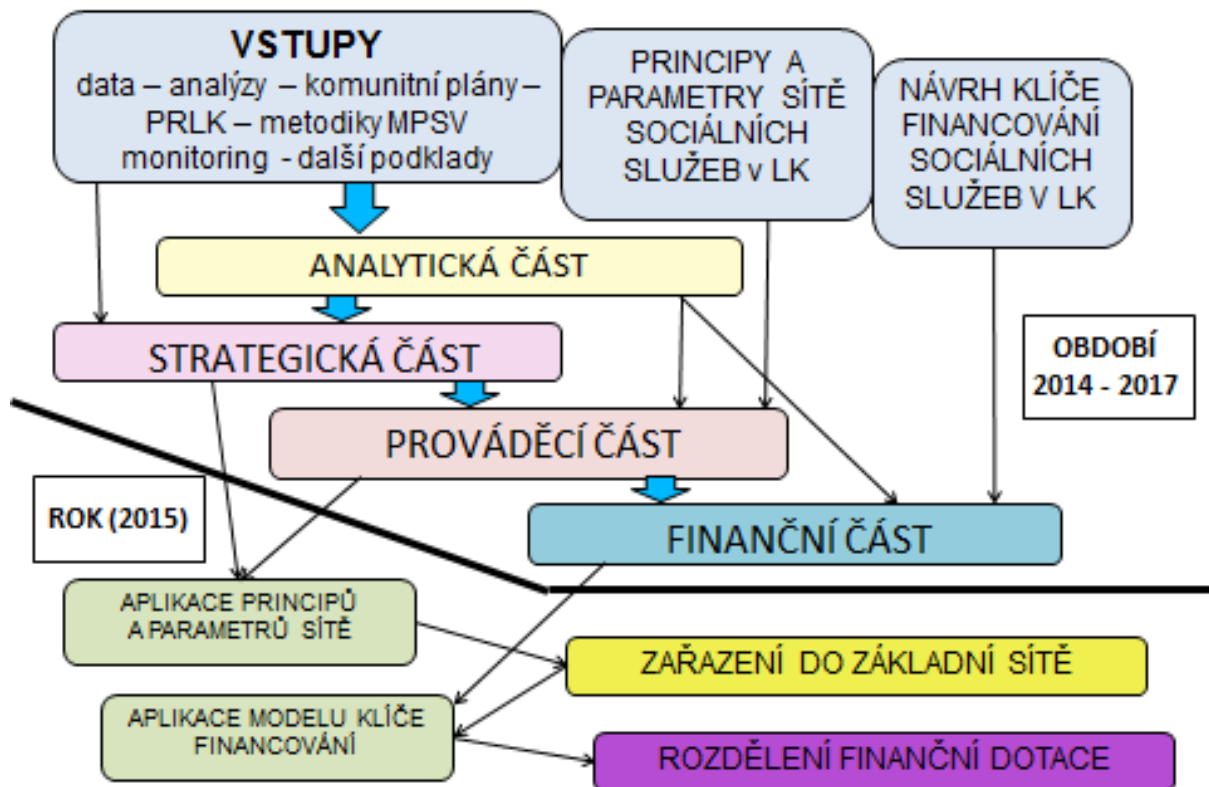 VSTUPY
data – analýzy – komunitní plány –
PRLK – metodiky MPSV
monitoring - další podklady
PRINCIPY A
PARAMETRY SÍTĚ
SOCIÁLNÍCH
SLUŽEB v LK
NÁVRH KLÍČE
FINANCOVÁNÍ
SOCIÁLNÍCH
SLUŽEB V LK
ANALYTICKÁ ČÁST
STRATEGICKÁ ČÁST
OBDOBÍ
2014 - 2017
PROVÁDĚCÍ ČÁST
ROK (2015)
FINANČNÍ ČÁST
APLIKACE PRINCIPŮ
A PARAMETRŮ SÍTĚ
ZAŘAZENÍ DO ZÁKLADNÍ SÍTĚ
APLIKACE MODELU KLÍČE
FINANCOVÁNÍ
ROZDĚLENÍ FINANČNÍ DOTACE